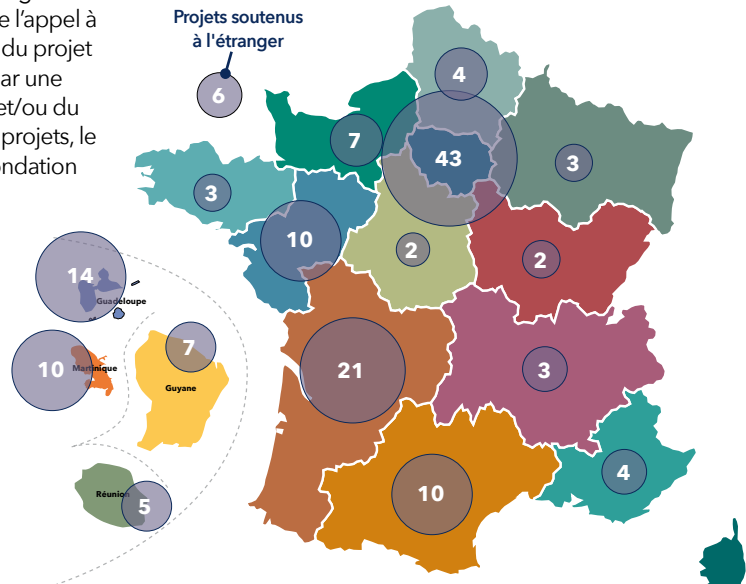 e l'appel à
du projet
ar une
et/ou du
projets, le
ondation
Projets soutenus
à l'étranger
6
4
7
43
3
3
10
2
2
14
Guadeloupe
10
Martinique
7
Guyane
21
3
4
10
Réunion
5